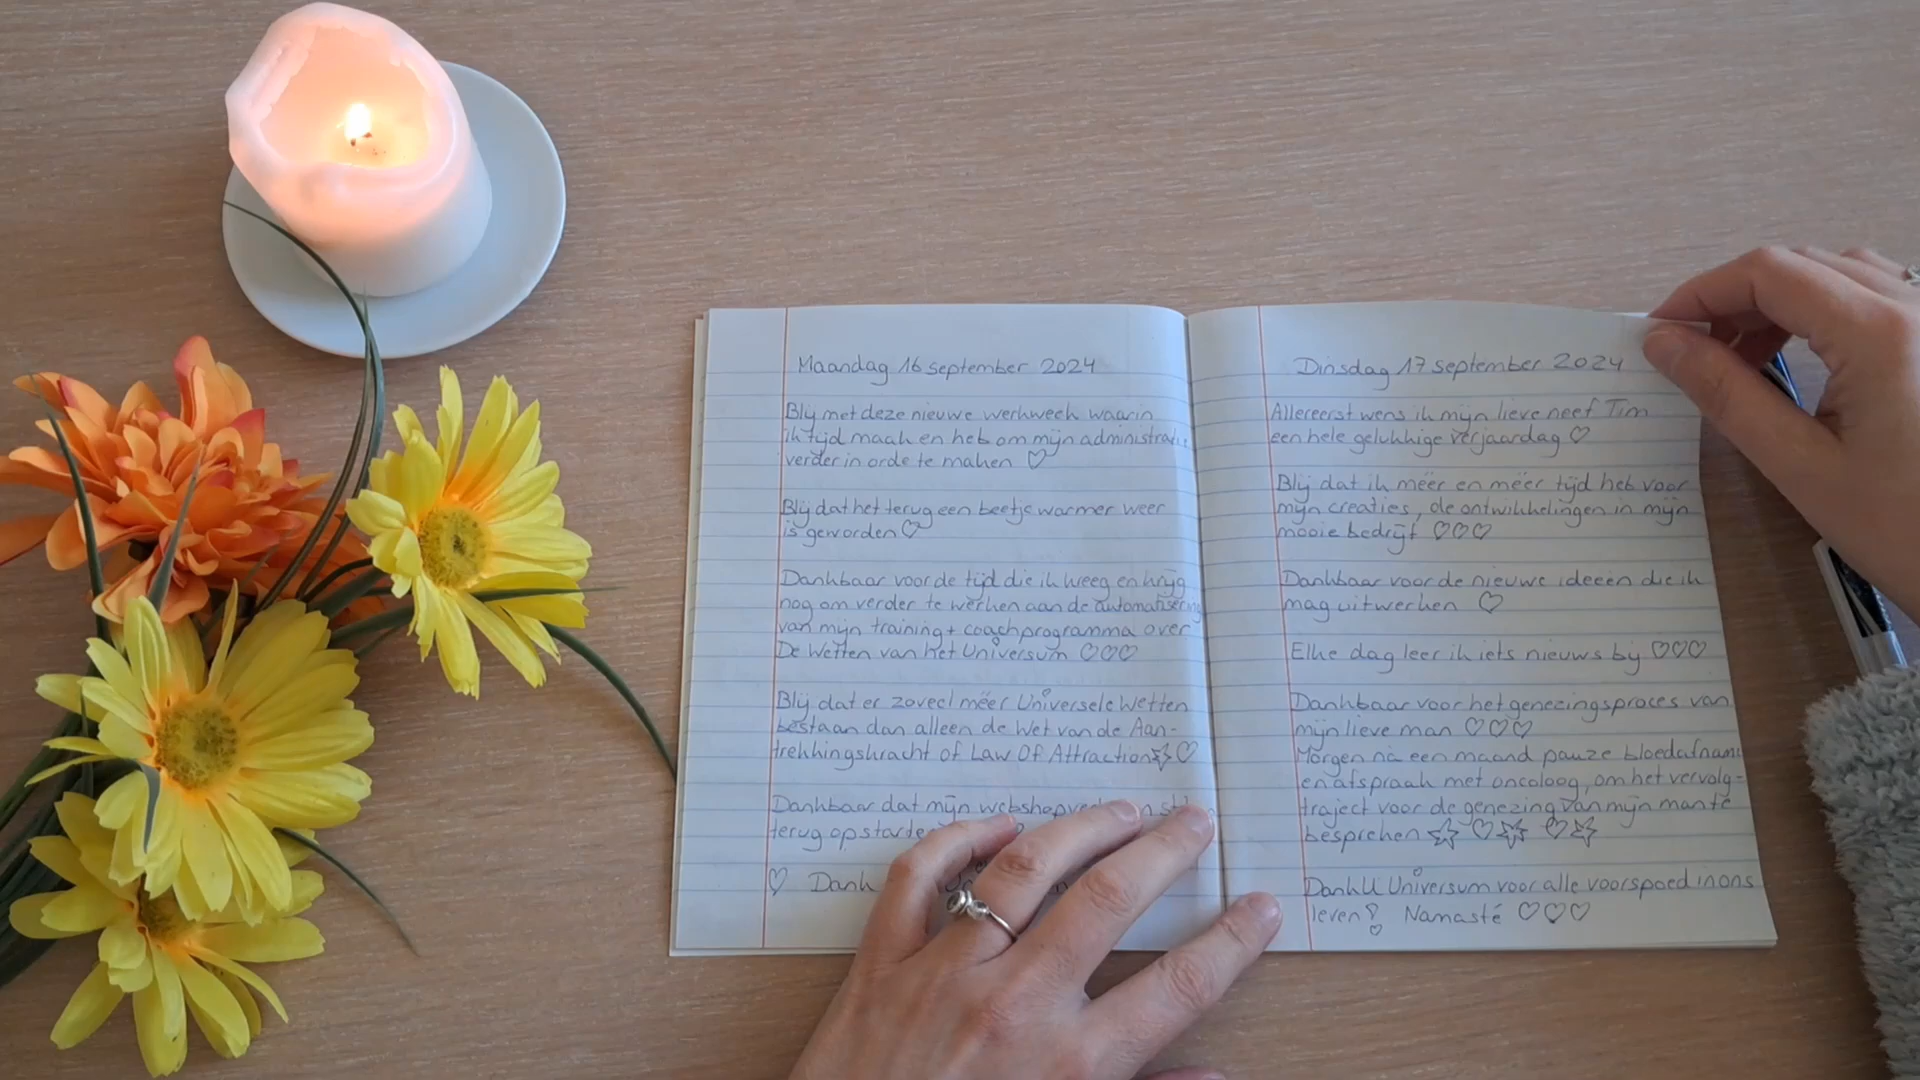 Maandag 16 september 2024
Blij met deze nieuwe werkweek waarin
ik tijd maak en heb om mijn administratie
verder in orde te maken ♡
Blij dat het terug een beetje warmer weer
is geworden ♡
Dankbaar voor de tijd die ik kreeg en krijg
nog om verder te werken aan de automatisering
van mijn training + coachprogramma over
De Wetten van het Universum ♡♡♡
Blij dat er zoveel méér Universele Wetten
bestaan dan alleen de Wet van de Aan-
trekkingskracht of Law Of Attraction ☆♡
Dankbaar dat mijn
terug opstarten
♡ Dank
Dinsdag 17 september 2024
Allereerst wens ik mijn lieve neef Tim
een hele gelukkige verjaardag ♡
Blij dat ik méér en méér tijd heb voor
mijn creaties, de ontwikkelingen in mijn
mooie bedrijf ♡♡♡
Dankbaar voor de nieuwe ideeën die ik
mag uitwerken ♡
Elke dag leer ik iets nieuws bij ♡♡♡
Dankbaar voor het genezingsproces van
mijn lieve man ♡♡♡
Morgen na een maand pauze bloedafname
en afspraak met oncoloog, om het vervolg-
traject voor de genezing van mijn man te
bespreken ☆♡☆☆ ♡☆
Dank U Universum voor alle voorspoed in ons
leven! Namasté ♡♡♡